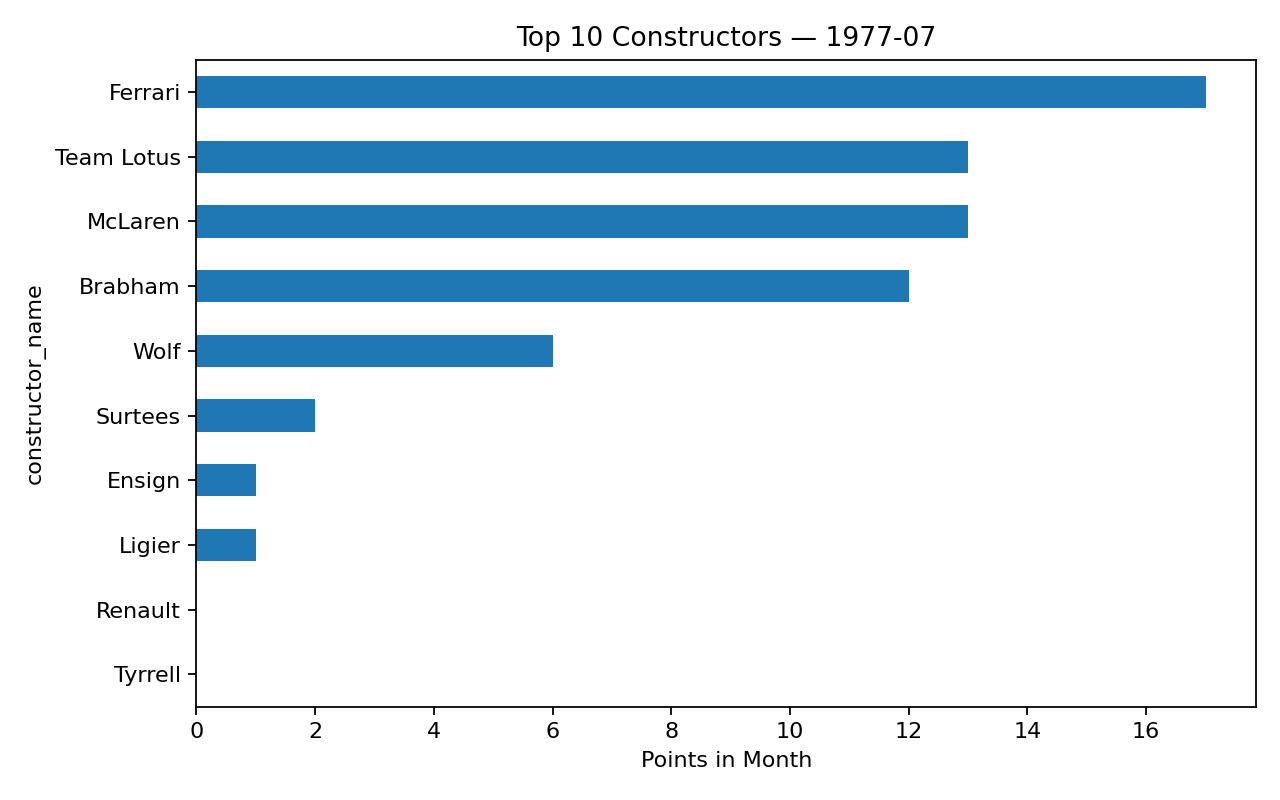 Top 10 Constructors — 1977-07
Ferrari
Team Lotus
McLaren
Brabham
Wolf
Surtees
Ensign
Ligier
Renault
Tyrrell
constructor_name
0 2 4 6 8 10 12 14 16
Points in Month